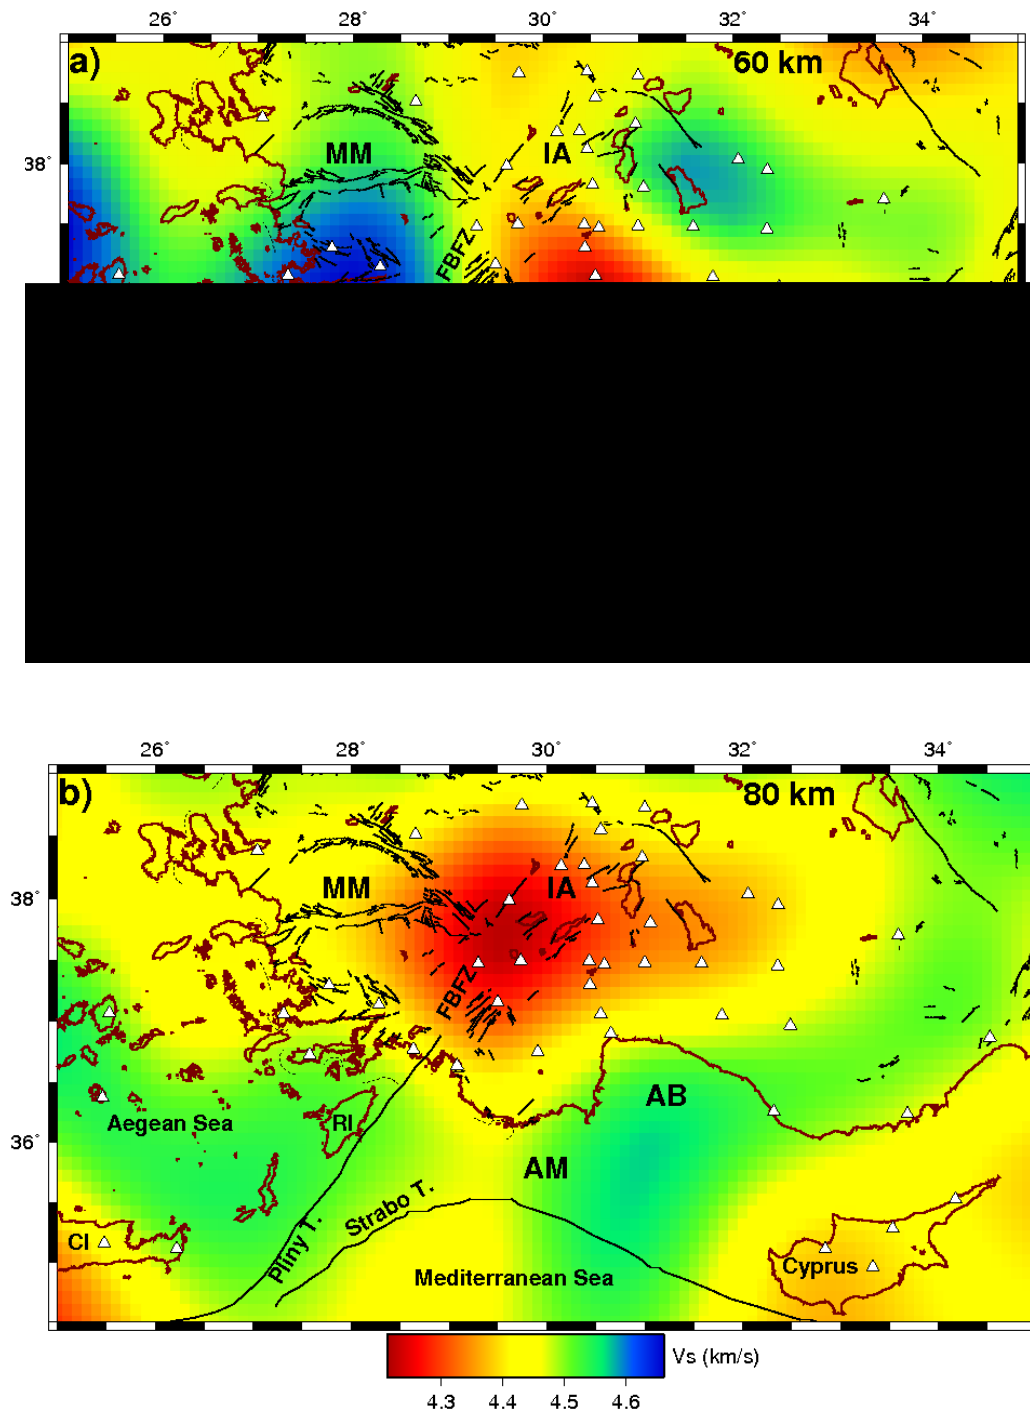 26° 28° 30° 32° 34°
a) 60 km
38°
MM IA
FBFZ
26° 28° 30° 32° 34°
b) 80 km
38°
MM IA
FBFZ
AB
Aegean Sea RI
36°
AM
Strabo T.
Pliny T.
CI
Cyprus
Mediterranean Sea
Vs (km/s)
4.3 4.4 4.5 4.6